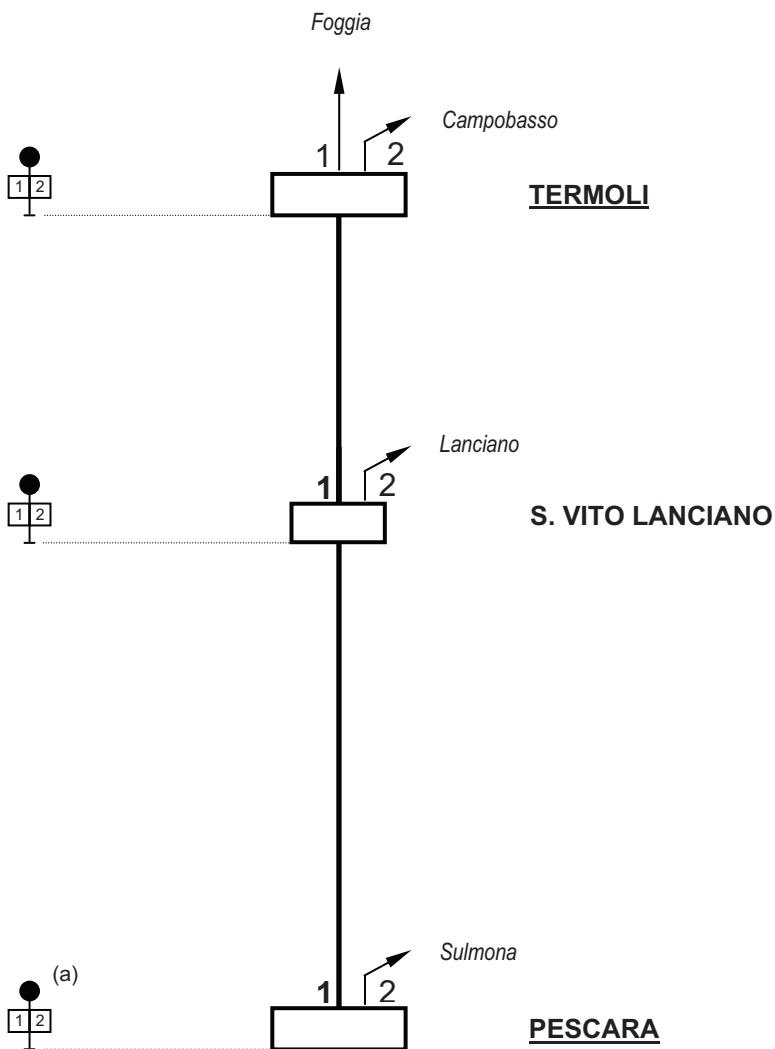 Foggia
Campobasso
1 2
1 2
TERMOLI
Lanciano
1 2
1 2
S. VITO LANCIANO
Sulmona
(a)
1 2
1 2
PESCARA